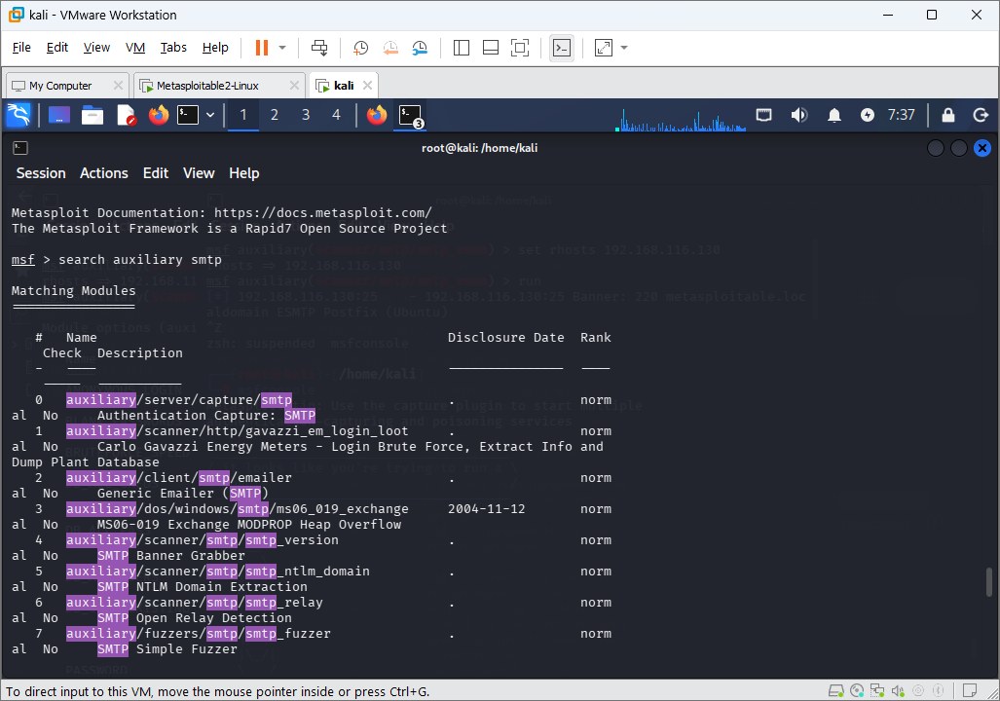 kali - VMware Workstation
File Edit View VM Tabs Help
My Computer Metasploitable2-Linux kali
1 2 3 4 3 7:37
root@kali: /home/kali
Session Actions Edit View Help
Metasploit Documentation: https://docs.metasploit.com/
The Metasploit Framework is a Rapid7 Open Source Project
msf > search auxiliary smtp
Matching Modules
================
# Name Disclosure Date Rank
Check Description
- ---- --------------- ----
----- -----------
0 auxiliary/server/capture/smtp . norm
al No Authentication Capture: SMTP
1 auxiliary/scanner/http/gavazzi_em_login_loot . norm
al No Carlo Gavazzi Energy Meters - Login Brute Force, Extract Info and
Dump Plant Database
2 auxiliary/client/smtp/emailer . norm
al No Generic Emailer (SMTP)
3 auxiliary/dos/windows/smtp/ms06_019_exchange 2004-11-12 norm
al No MS06-019 Exchange MODPROP Heap Overflow
4 auxiliary/scanner/smtp/smtp_version . norm
al No SMTP Banner Grabber
5 auxiliary/scanner/smtp/smtp_ntlm_domain . norm
al No SMTP NTLM Domain Extraction
6 auxiliary/scanner/smtp/smtp_relay . norm
al No SMTP Open Relay Detection
7 auxiliary/fuzzers/smtp/smtp_fuzzer . norm
al No SMTP Simple Fuzzer
To direct input to this VM, move the mouse pointer inside or press Ctrl+G.